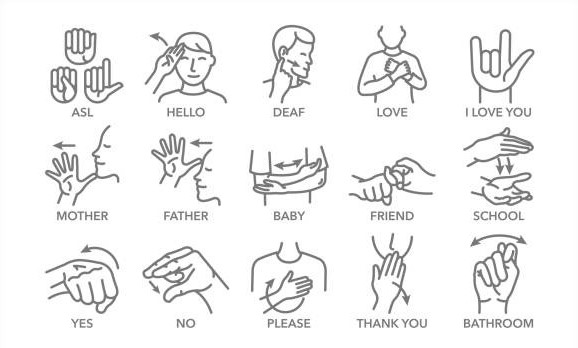 ASL
HELLO
DEAF
LOVE
I LOVE YOU
MOTHER
FATHER
BABY
FRIEND
SCHOOL
YES
NO
PLEASE
THANK YOU
BATHROOM